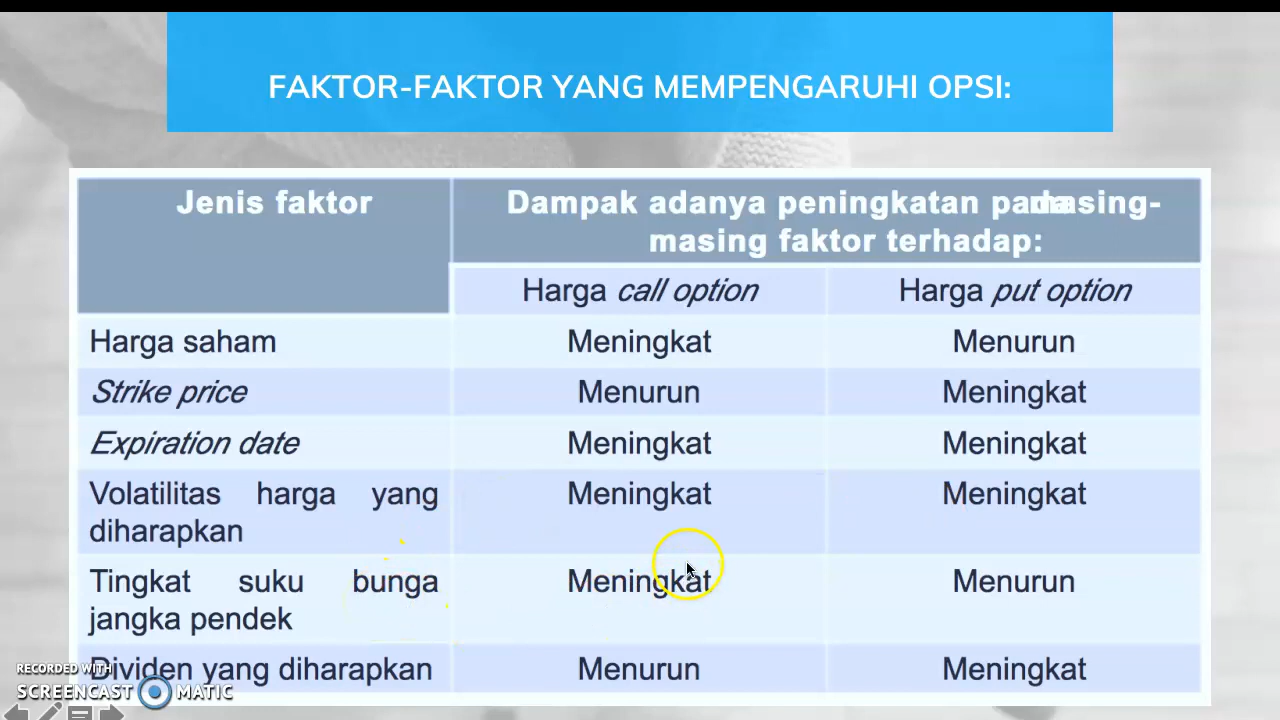 FAKTOR-FAKTOR YANG MEMPENGARUHI OPSI:
Jenis faktor
Dampak adanya peningkatan pada masing-
masing faktor terhadap:
Harga call option
Harga put option
Harga saham
Meningkat
Menurun
Strike price
Menurun
Meningkat
Expiration date
Meningkat
Meningkat
Volatilitas harga yang
diharapkan
Meningkat
Meningkat
Tingkat suku bunga
jangka pendek
Meningkat
Menurun
Dividen yang diharapkan
Menurun
Meningkat
RECORDED WITH
SCREENCAST MATIC